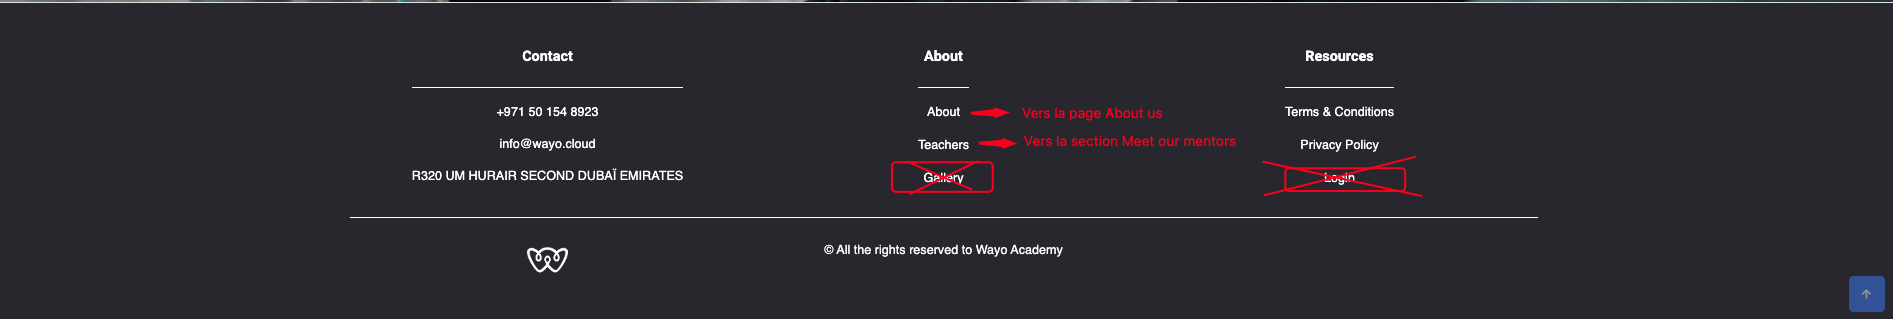 Contact
+971 50 154 8923
info@wayo.cloud
R320 UM HURAIR SECOND DUBAÏ EMIRATES
About
About
Vers la page About us
Teachers
Vers la section Meet our mentors
Gallery
Resources
Terms & Conditions
Privacy Policy
Login
© All the rights reserved to Wayo Academy